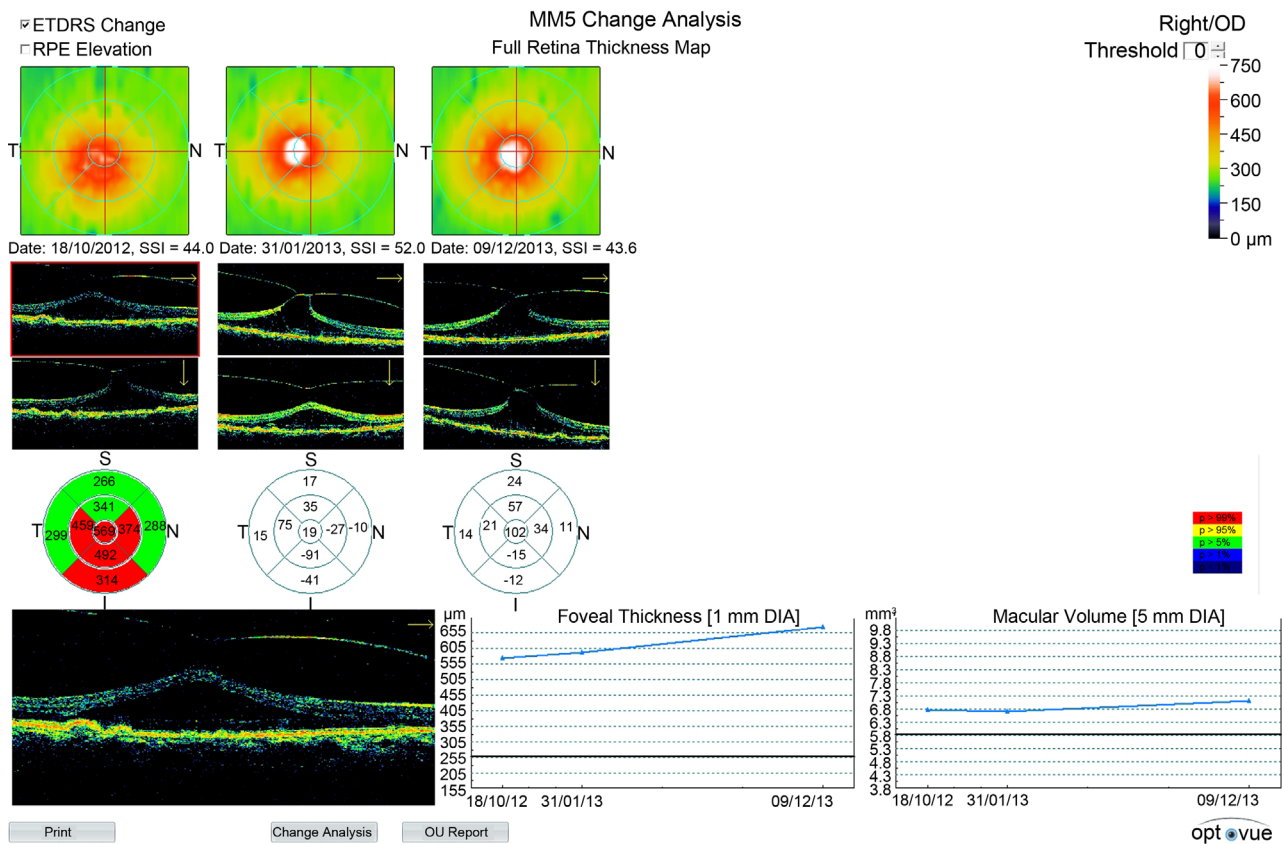 MM5 Change Analysis
Full Retina Thickness Map
ETDRS Change
RPE Elevation
Right/OD
Threshold 0
750
600
450
300
150
0 µm
T N T N T N
Date: 18/10/2012, SSI = 44.0 Date: 31/01/2013, SSI = 52.0 Date: 09/12/2013, SSI = 43.6
S S S
266
341
T 299 459 569 374 288 N
492
314
I
17
35
15 75 19 -27 -10 N
-91
-41
I
24
57
T 14 21 102 34 11 N
-15
-12
I
p > 99%
p > 95%
p > 5%
µm Foveal Thickness [1 mm DIA]
655
605
555
505
455
405
355
305
255
205
155
18/10/12 31/01/13 09/12/13
mm³ Macular Volume [5 mm DIA]
9.8
9.3
8.8
8.3
7.8
7.3
6.8
6.3
5.8
4.8
4.3
3.8
18/10/12 31/01/13 09/12/13
Print Change Analysis OU Report
optovue